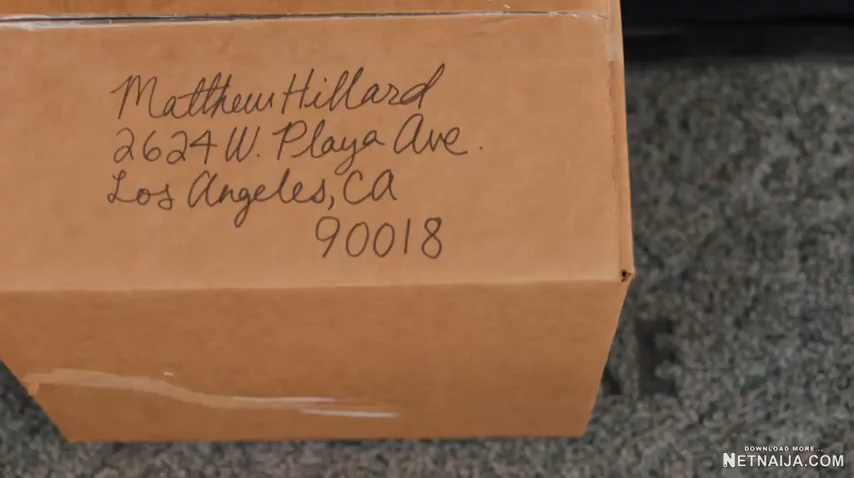 Matthew Hillard
2624 W. Playa Ave.
Los Angeles, CA
90018
DOWNLOAD MORE...
NETNAIJA.COM